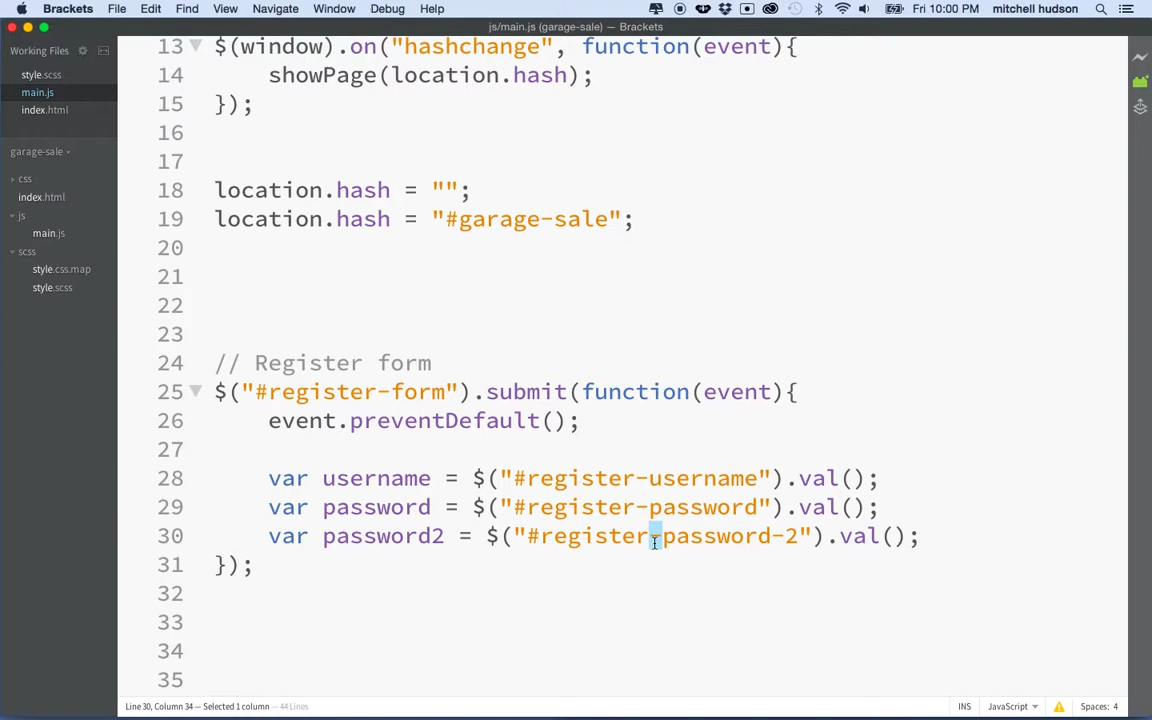 Brackets File Edit Find View Navigate Window Debug Help Fri 10:00 PM mitchell hudson
js/main.js (garage-sale) — Brackets
Working Files
style.scss
main.js
index.html
garage-sale
css
index.html
js
main.js
scss
style.css.map
style.scss
13 $(window).on("hashchange", function(event){
14 showPage(location.hash);
15 });
16
17
18 location.hash = "";
19 location.hash = "#garage-sale";
20
21
22
23
24 // Register form
25 $("#register-form").submit(function(event){
26 event.preventDefault();
27
28 var username = $("#register-username").val();
29 var password = $("#register-password").val();
30 var password2 = $("#register-password-2").val();
31 });
32
33
34
35
Line 30, Column 34 — Selected 1 column — 44 Lines INS JavaScript Spaces: 4